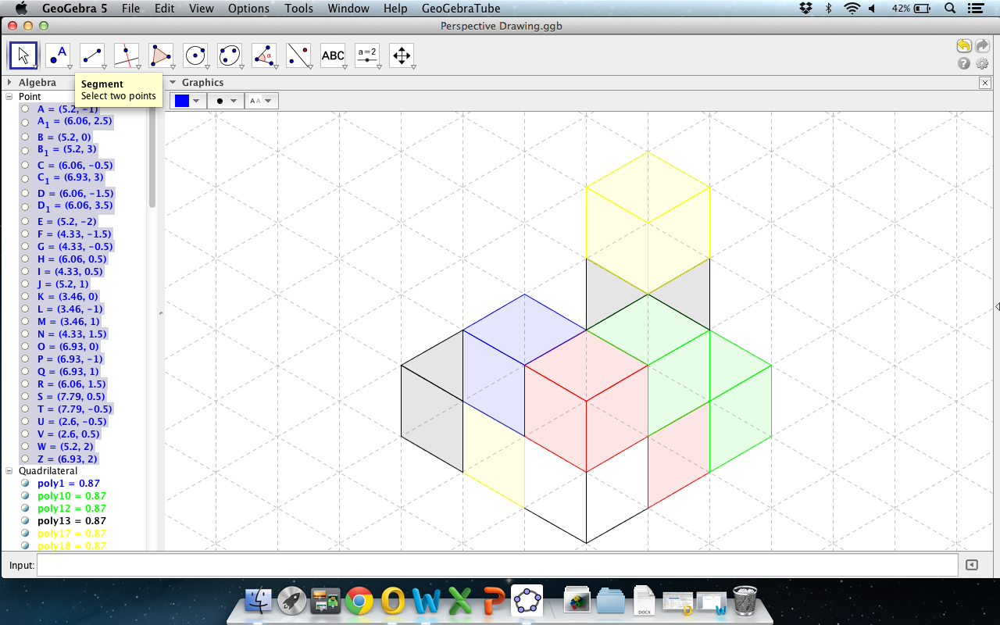 GeoGebra 5 File Edit View Options Tools Window Help GeoGebraTube 42%
Perspective Drawing.ggb
A ABC a=2
Segment
Select two points
Algebra
Graphics
A A
Point
A = (5.2, −1)
A1 = (6.06, 2.5)
B = (5.2, 0)
B1 = (5.2, 3)
C = (6.06, −0.5)
C1 = (6.93, 3)
D = (6.06, −1.5)
D1 = (6.06, 3.5)
E = (5.2, −2)
F = (4.33, −1.5)
G = (4.33, −0.5)
H = (6.06, 0.5)
I = (4.33, 0.5)
J = (5.2, 1)
K = (3.46, 0)
L = (3.46, −1)
M = (3.46, 1)
N = (4.33, 1.5)
O = (6.93, 0)
P = (6.93, −1)
Q = (6.93, 1)
R = (6.06, 1.5)
S = (7.79, 0.5)
T = (7.79, −0.5)
U = (2.6, −0.5)
V = (2.6, 0.5)
W = (5.2, 2)
Z = (6.93, 2)
Quadrilateral
poly1 = 0.87
poly10 = 0.87
poly12 = 0.87
poly13 = 0.87
poly17 = 0.87
poly18 = 0.87
Input:
DOCX